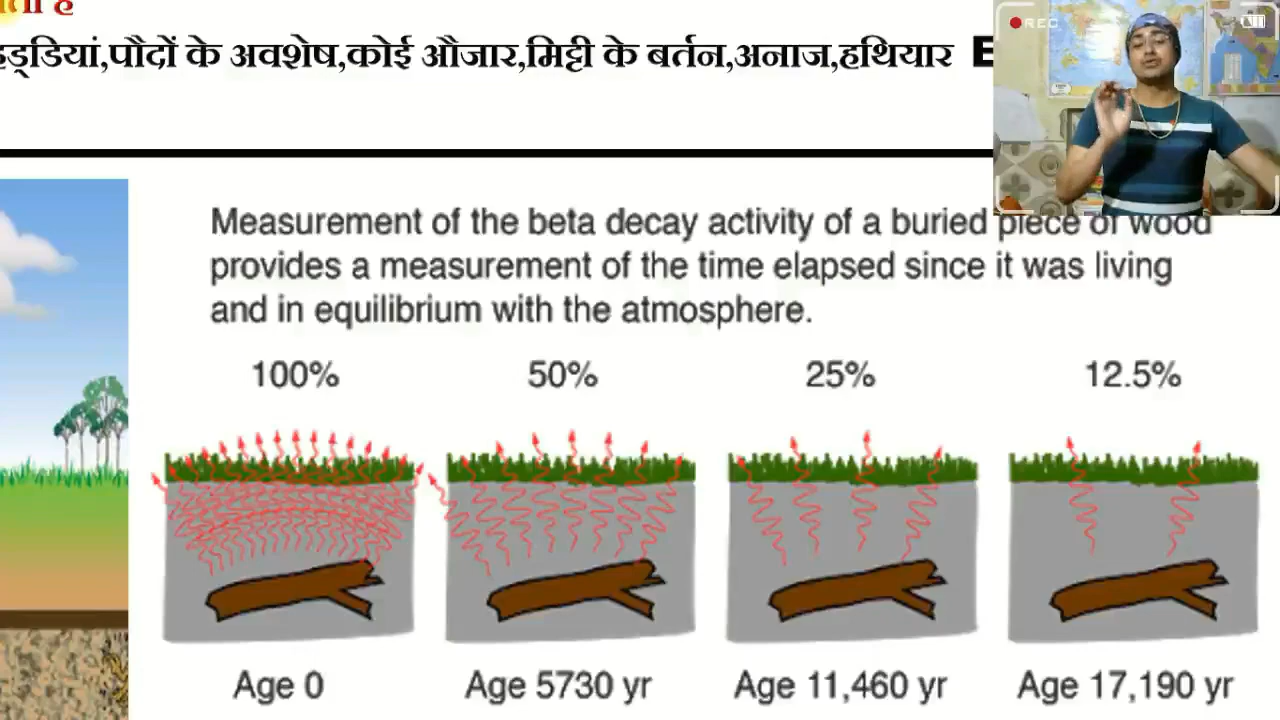 हड्डियां,पौदों के अवशेष,कोई औजार,मिट्टी के बर्तन,अनाज,हथियार
REC
Measurement of the beta decay activity of a buried piece of wood
provides a measurement of the time elapsed since it was living
and in equilibrium with the atmosphere.
100% 50% 25% 12.5%
Age 0 Age 5730 yr Age 11,460 yr Age 17,190 yr